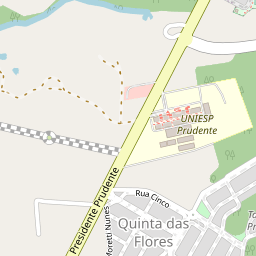 UNIESP
Prudente
Presidente Prudente
Moretti Nunes
Rua Cinco
Quinta das
Flores